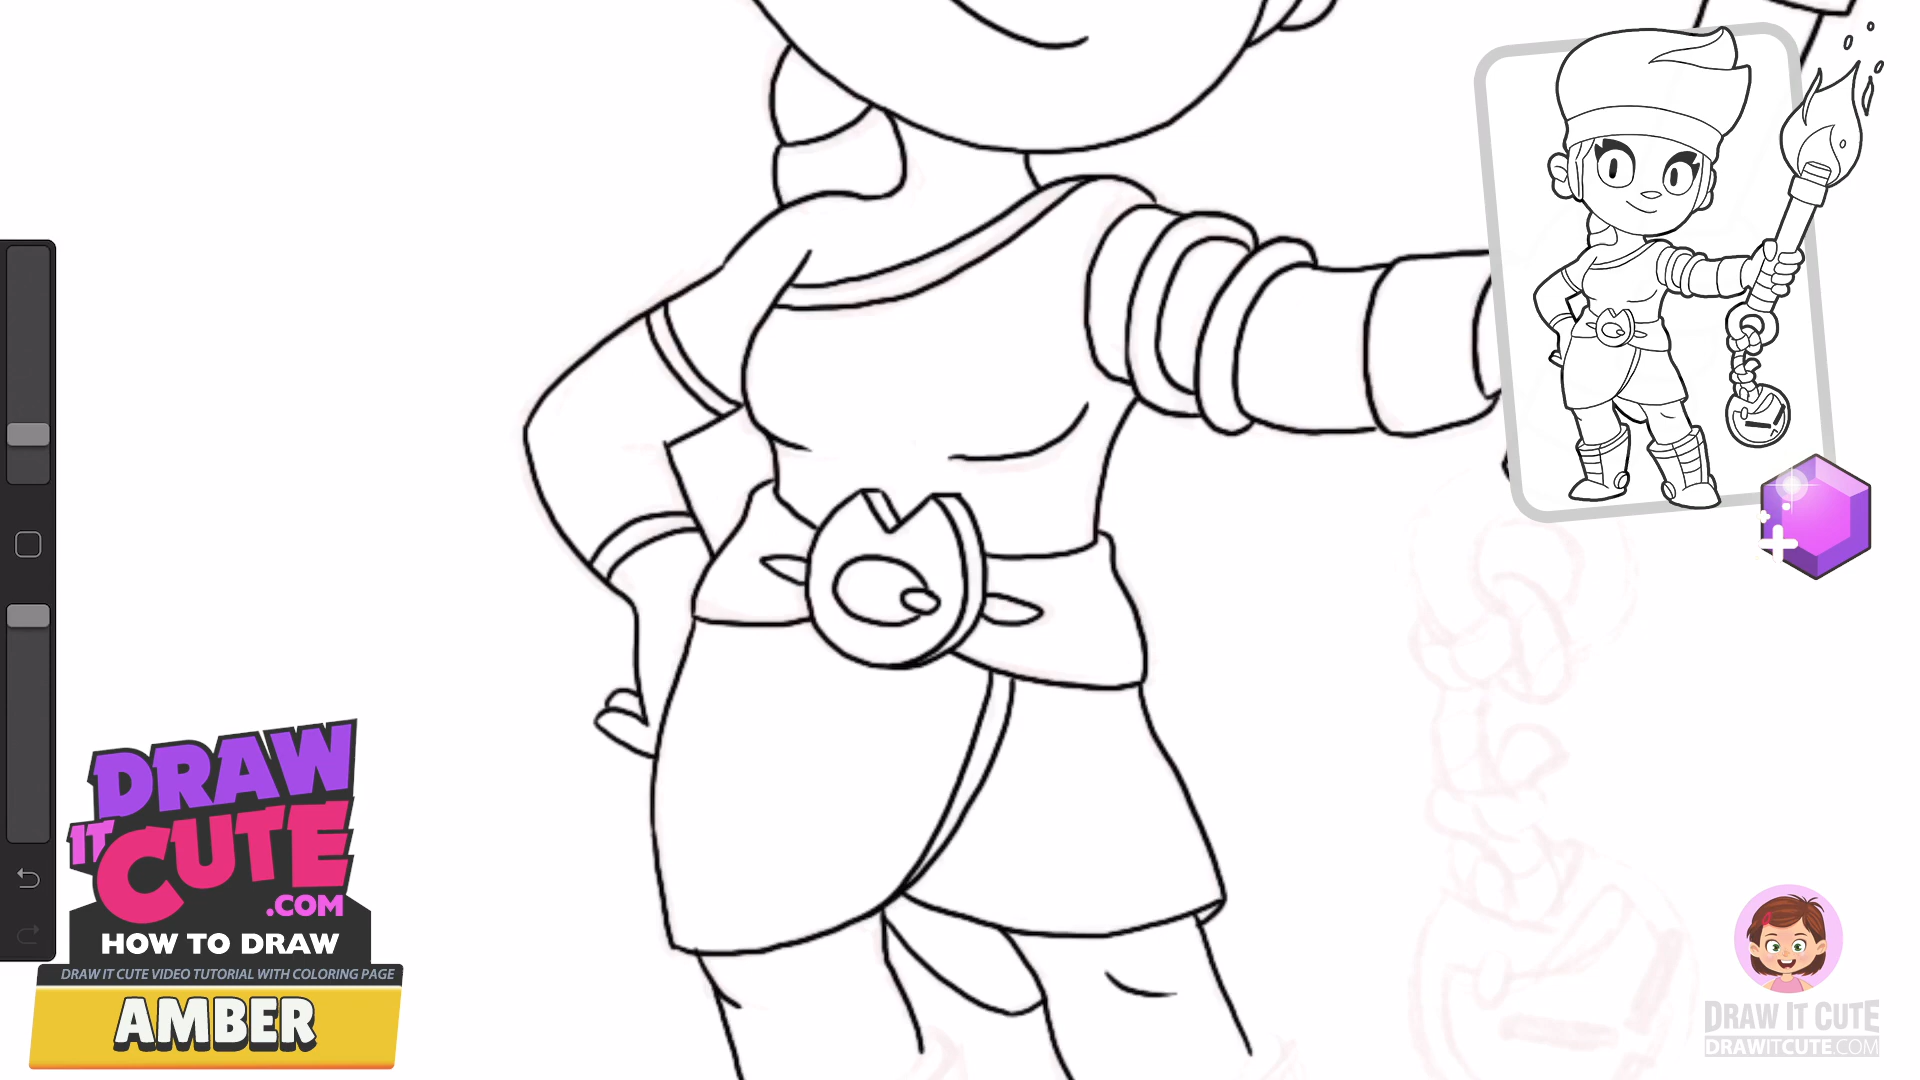 DRAW
IT CUTE
.COM
HOW TO DRAW
DRAW IT CUTE VIDEO TUTORIAL WITH COLORING PAGE
AMBER
DRAW IT CUTE
DRAWITCUTE.COM